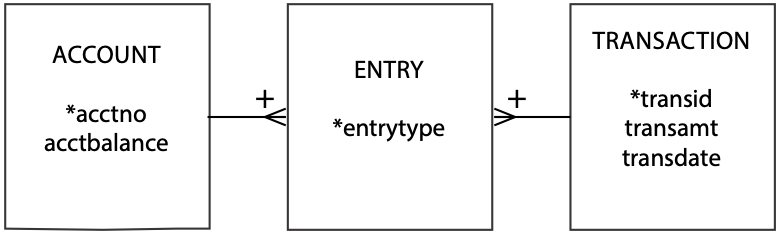 ACCOUNT
*acctno
acctbalance
+
ENTRY
*entrytype
+
TRANSACTION
*transid
transamt
transdate